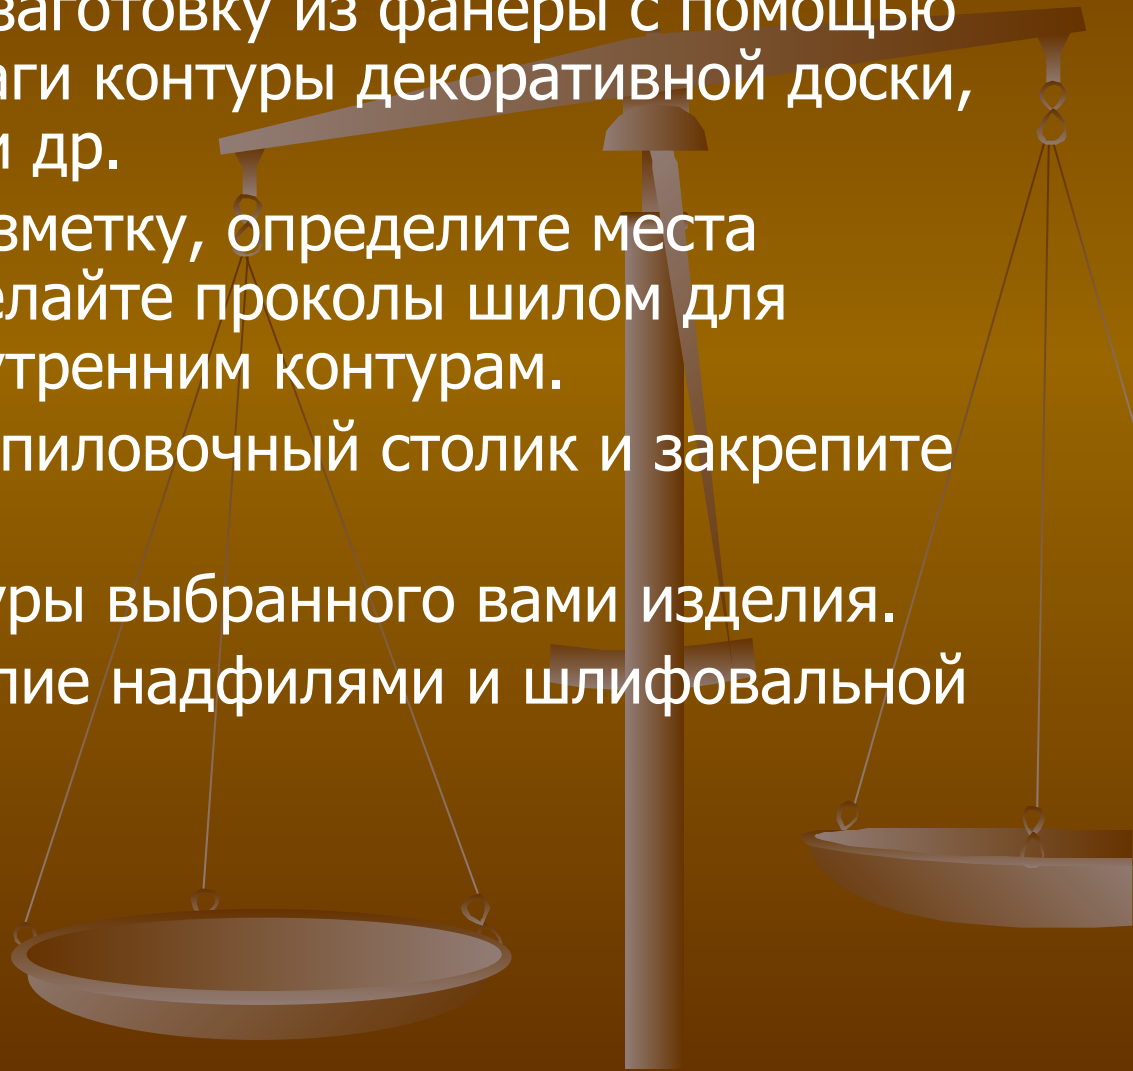 заготовку из фанеры с помощью
аги контуры декоративной доски,
и др.
зметку, определите места
елайте проколы шилом для
утренним контурам.
пиловочный столик и закрепите
уры выбранного вами изделия.
лие надфилями и шлифовальной